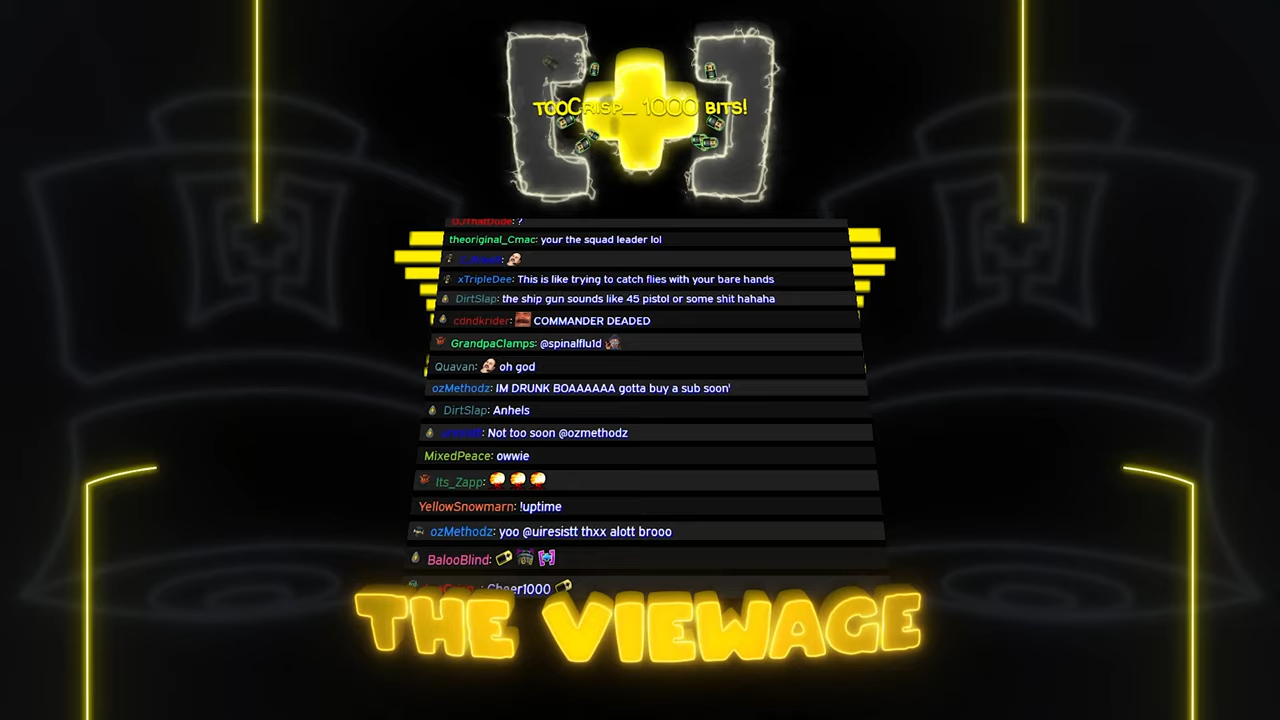 TOOCRISP_ 1000 BITS!
OJThatDude: ?
theoriginal_Cmac: your the squad leader lol
xTripleDee: This is like trying to catch flies with your bare hands
DirtSlap: the ship gun sounds like 45 pistol or some shit hahaha
cdndkrider: COMMANDER DEADED
GrandpaClamps: @spinalflu1d
Quavan: oh god
ozMethodz: IM DRUNK BOAAAAAA gotta buy a sub soon'
DirtSlap: Anhels
: Not too soon @ozmethodz
MixedPeace: owwie
Its_Zapp:
YellowSnowmarn: !uptime
ozMethodz: yoo @uiresistt thxx alott brooo
BalooBlind:
: Cheer1000
THE VIEWAGE